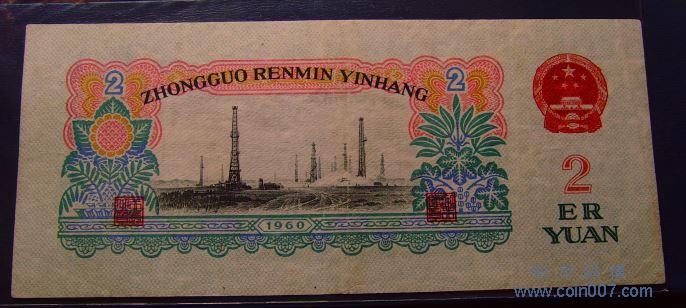 2
2
ZHONGGUO RENMIN YINHANG
1960
2
ER
YUAN
www.coin007.com